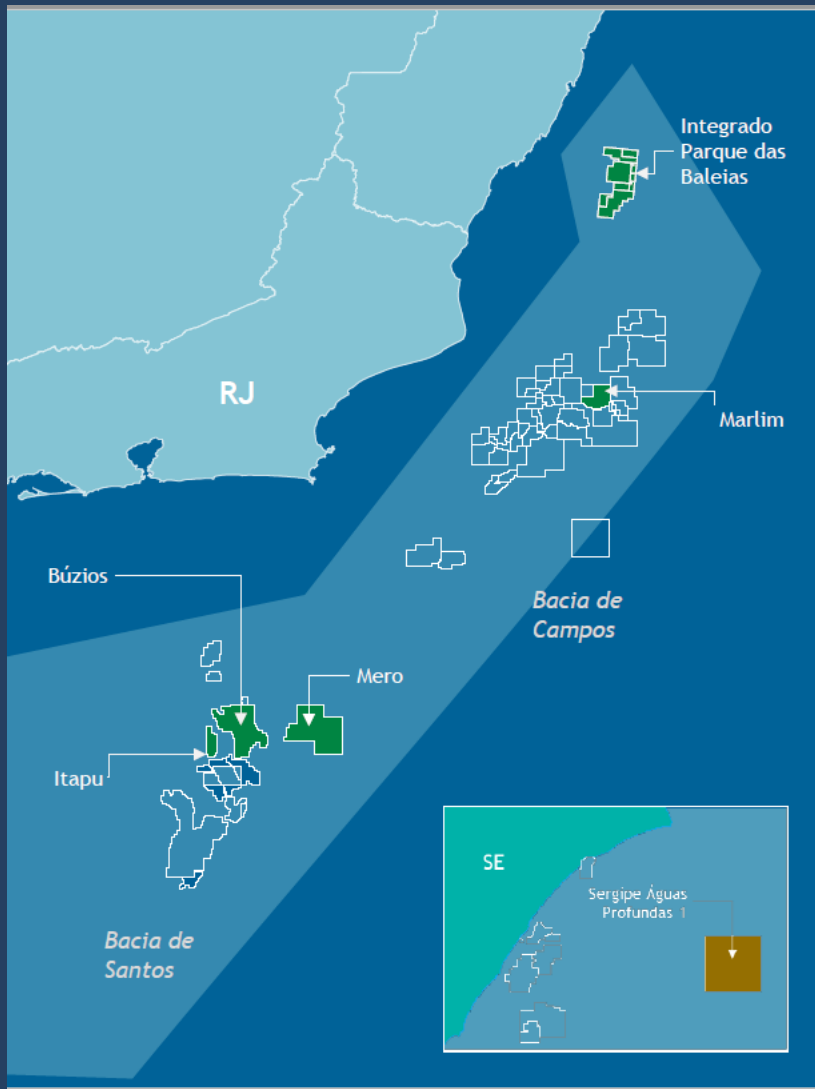 Integrado
Parque das
Baleias
RJ
Marlim
Búzios
Bacia de
Campos
Mero
Itapu
SE
Sergipe Águas
Profundas 1
Bacia de
Santos